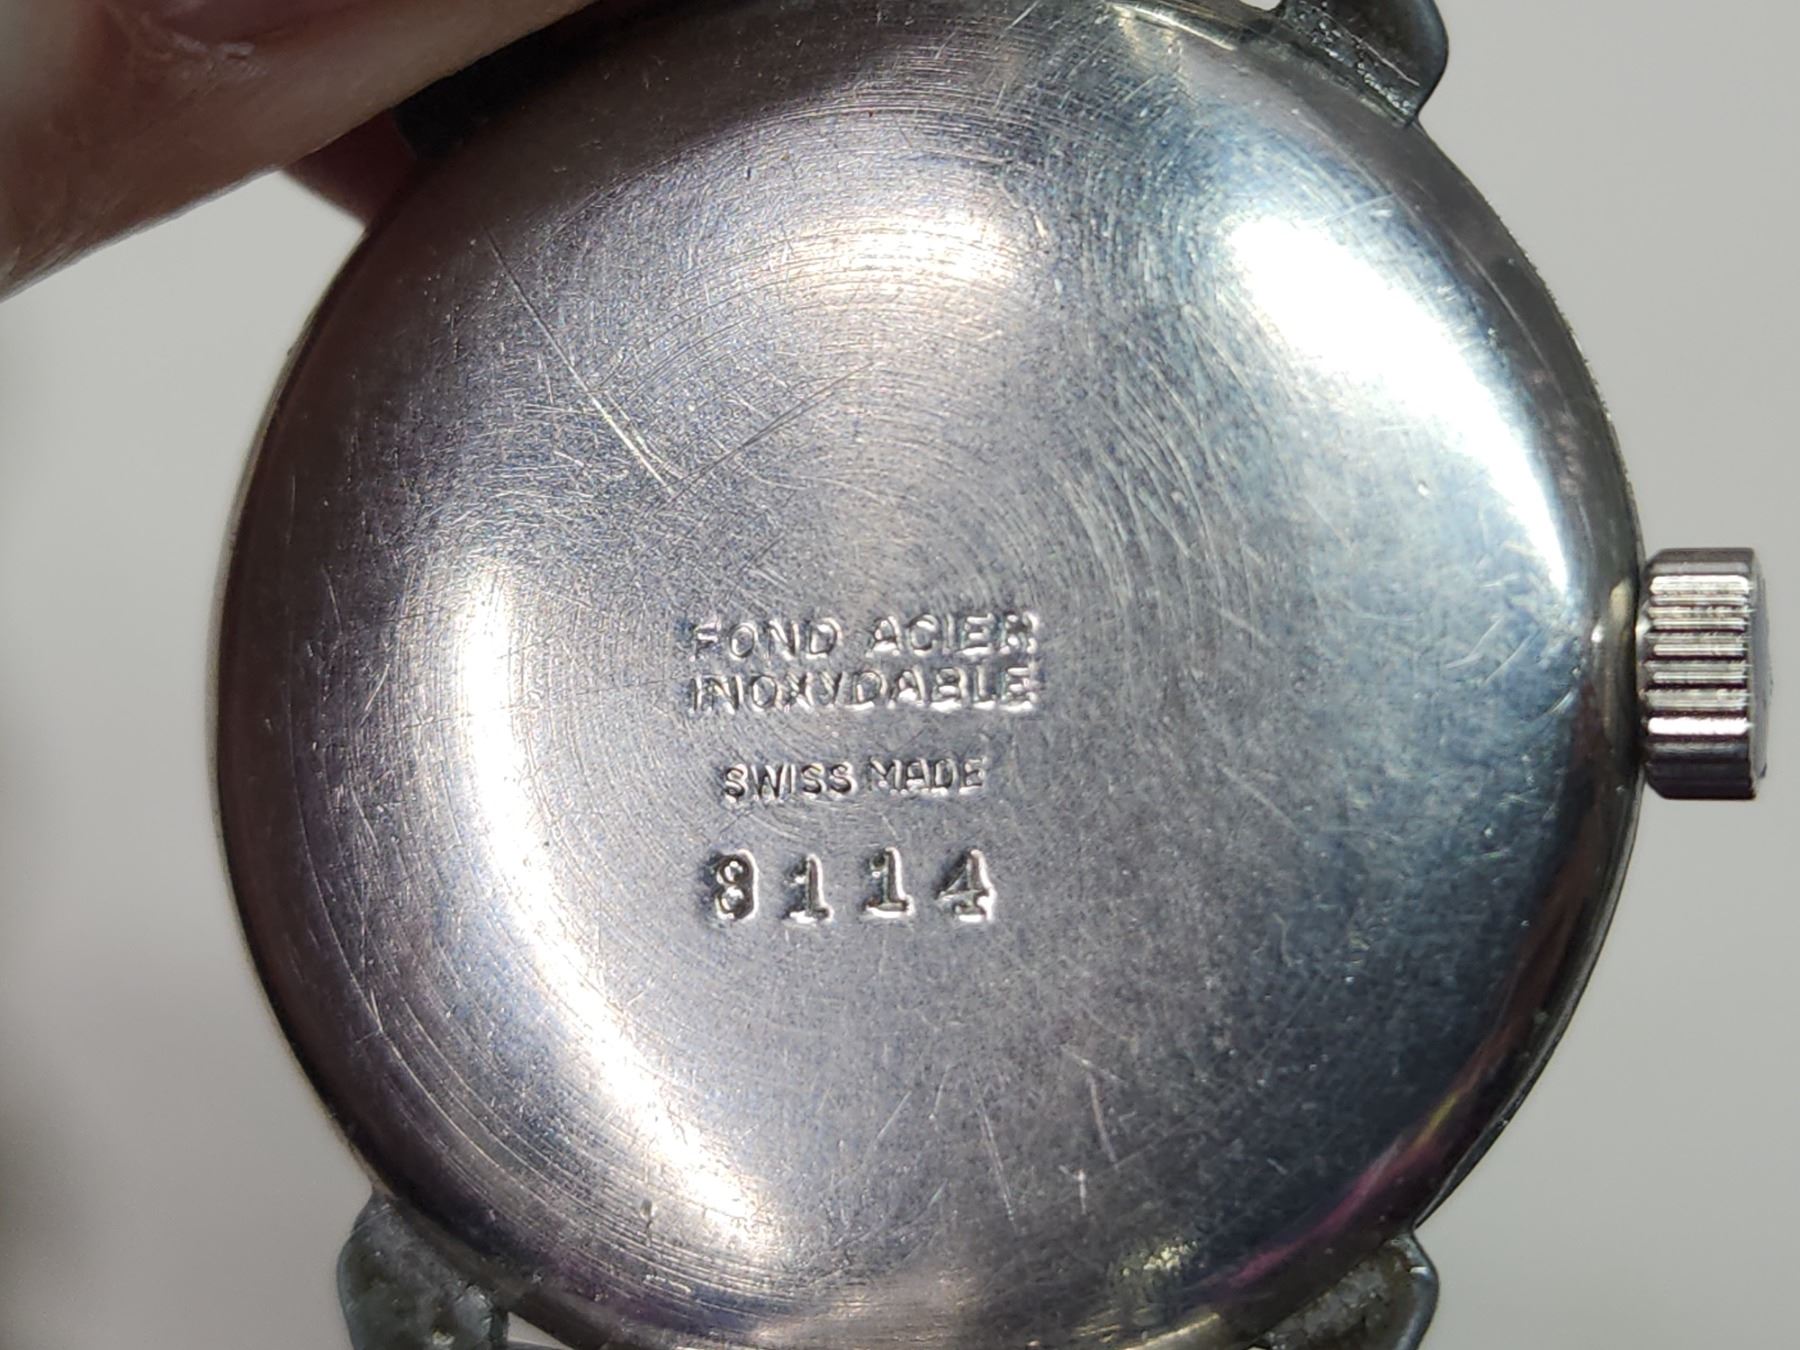 FOND ACIER
INOXYDABLE
SWISS MADE
8114